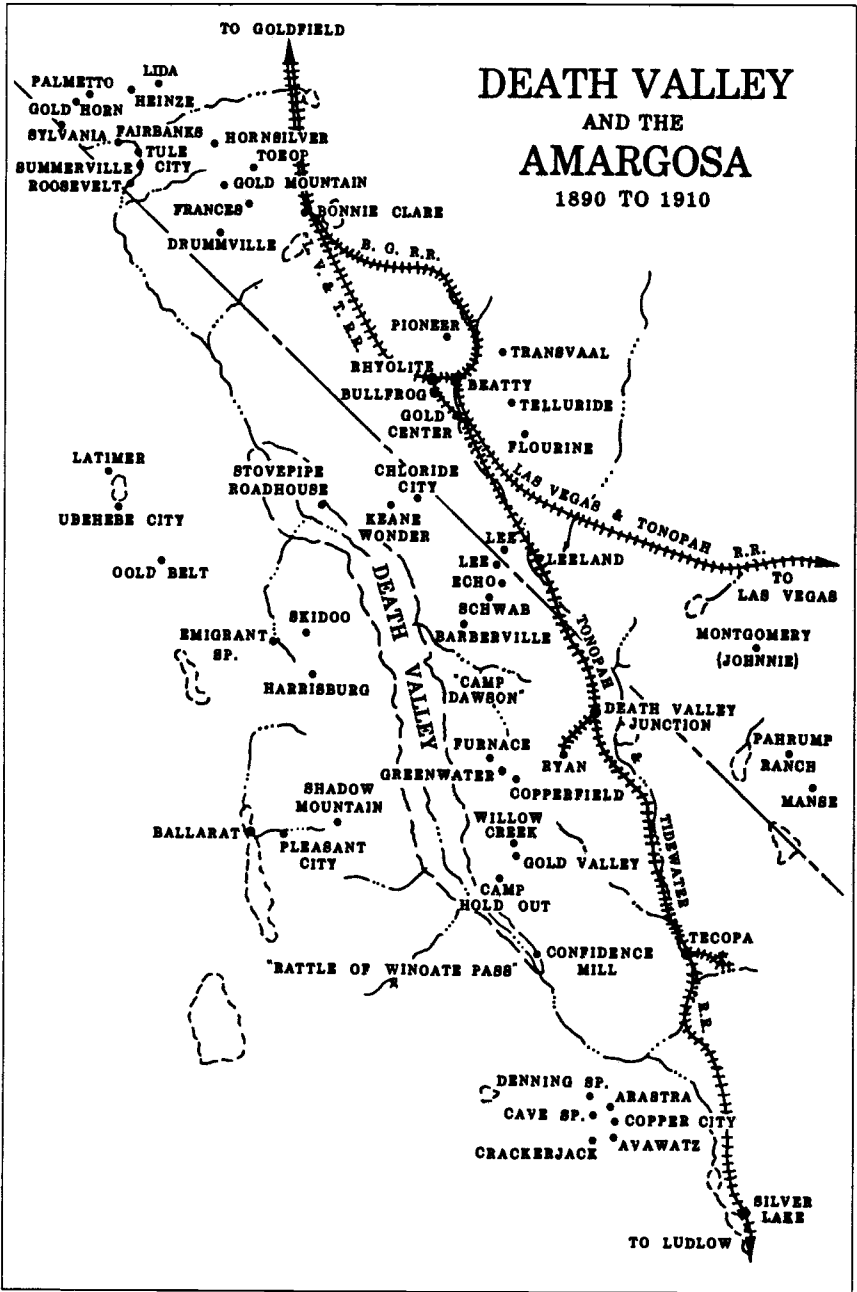 TO GOLDFIELD
DEATH VALLEY
AND THE
AMARGOSA
1890 TO 1910
LIDA
PALMETTO
HEINZE
GOLD HORN
SYLVANIA
FAIRBANKS
HORNSILVER
TULE
CITY
TOKOP
SUMMERVILLE
ROOSEVELT
GOLD MOUNTAIN
FRANCES
BONNIE CLARE
DRUMMVILLE
B. G. R.R.
L. V. & T. R.R.
PIONEER
TRANSVAAL
RHYOLITE
BEATTY
BULLFROG
TELLURIDE
GOLD
CENTER
FLOURINE
LATIMER
STOVEPIPE
ROADHOUSE
CHLORIDE
CITY
LAS VEGAS & TONOPAH
R.R.
UBEHEBE CITY
KEANE
WONDER
LEE
LEELAND
LEE
TO
LAS VEGAS
GOLD BELT
ECHO
SCHWAB
DEATH VALLEY
SKIDOO
BARBERVILLE
TONOPAH
&
TIDEWATER
R.R.
EMIGRANT
SP.
MONTGOMERY
(JOHNNIE)
HARRISBURG
"CAMP
DAWSON"
DEATH VALLEY
JUNCTION
FURNACE
RYAN
PAHRUMP
RANCH
GREENWATER
COPPERFIELD
SHADOW
MOUNTAIN
MANSE
BALLARAT
PLEASANT
CITY
WILLOW
CREEK
GOLD VALLEY
CAMP
HOLD OUT
TECOPA
"BATTLE OF WINGATE PASS"
CONFIDENCE
MILL
DENNING SP.
ARASTRA
CAVE SP.
COPPER CITY
CRACKERJACK
AVAWATZ
SILVER
LAKE
TO LUDLOW